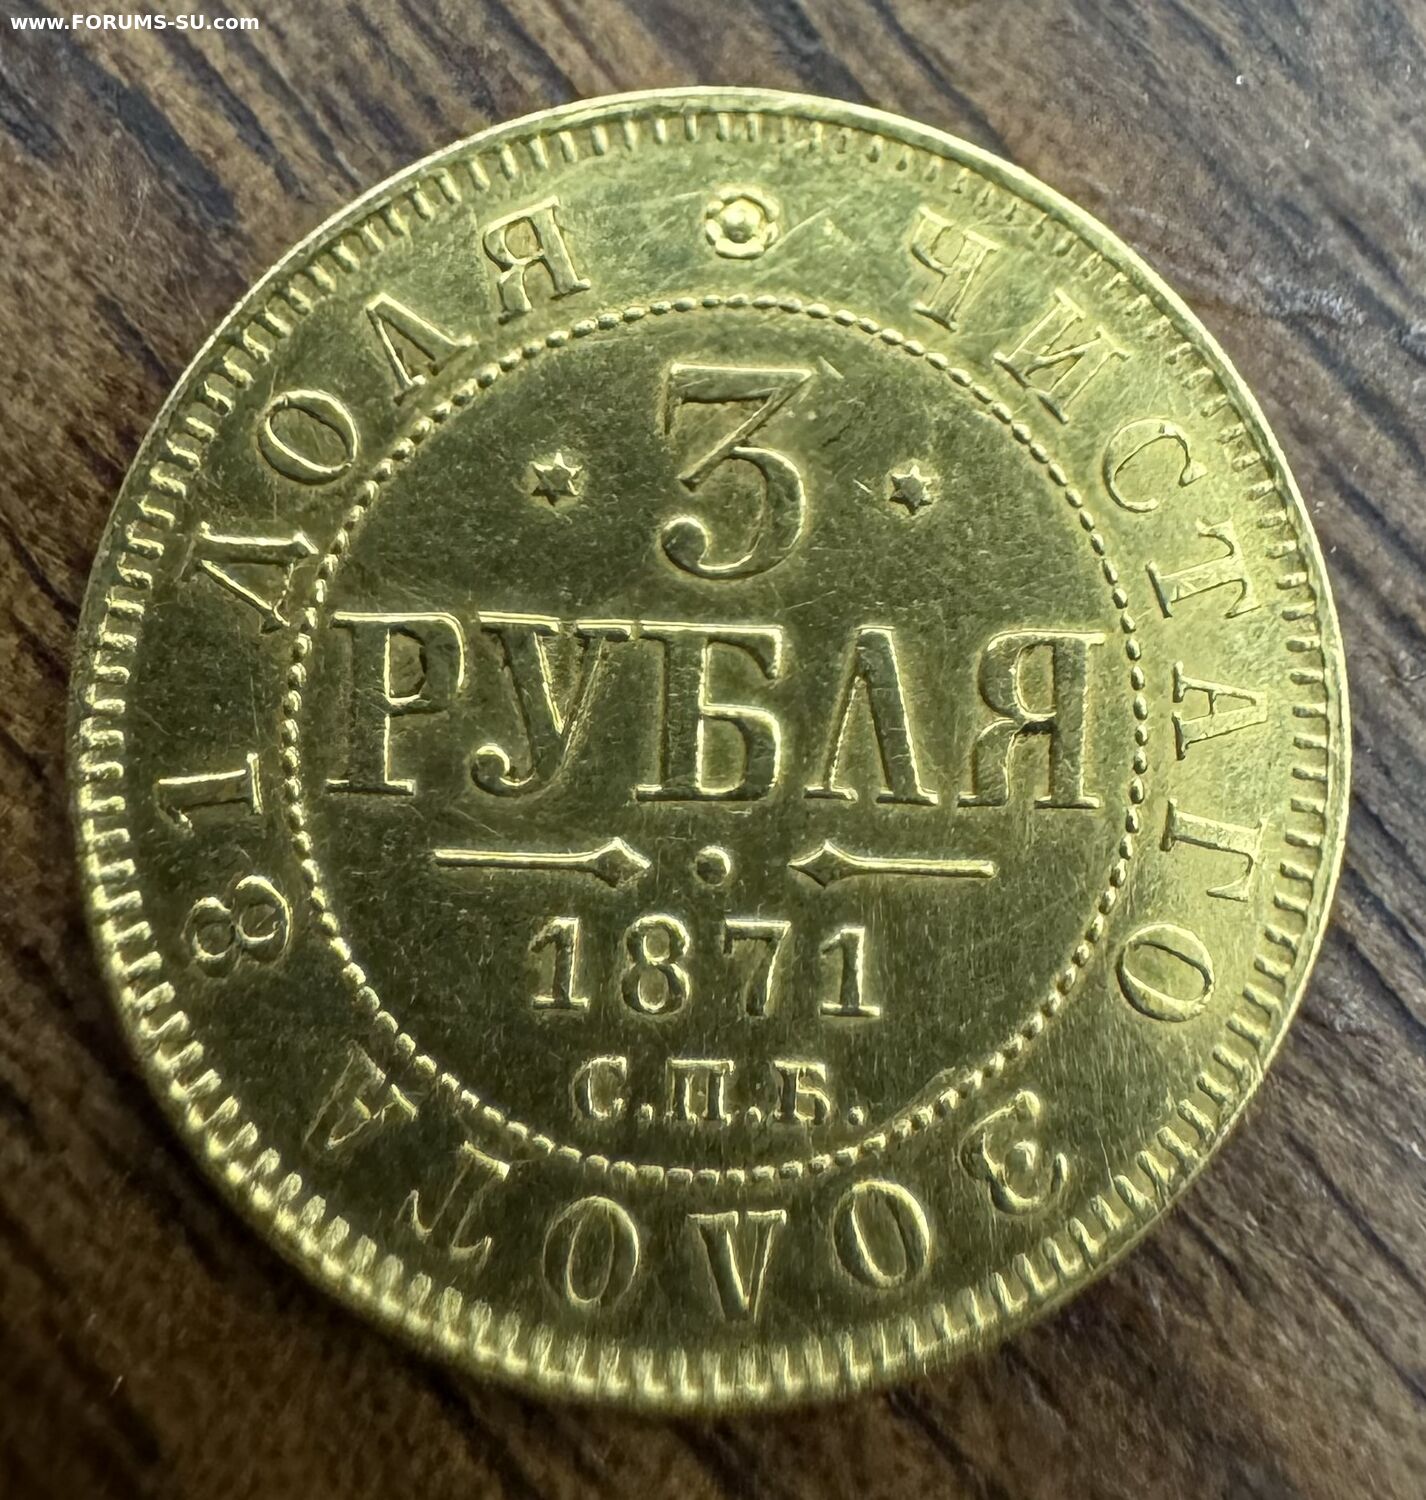 www.FORUMS-SU.com
ЧИСТАГО ЗОЛОТА 81 ДОЛЯ
3
РУБЛЯ
1871
С.П.Б.